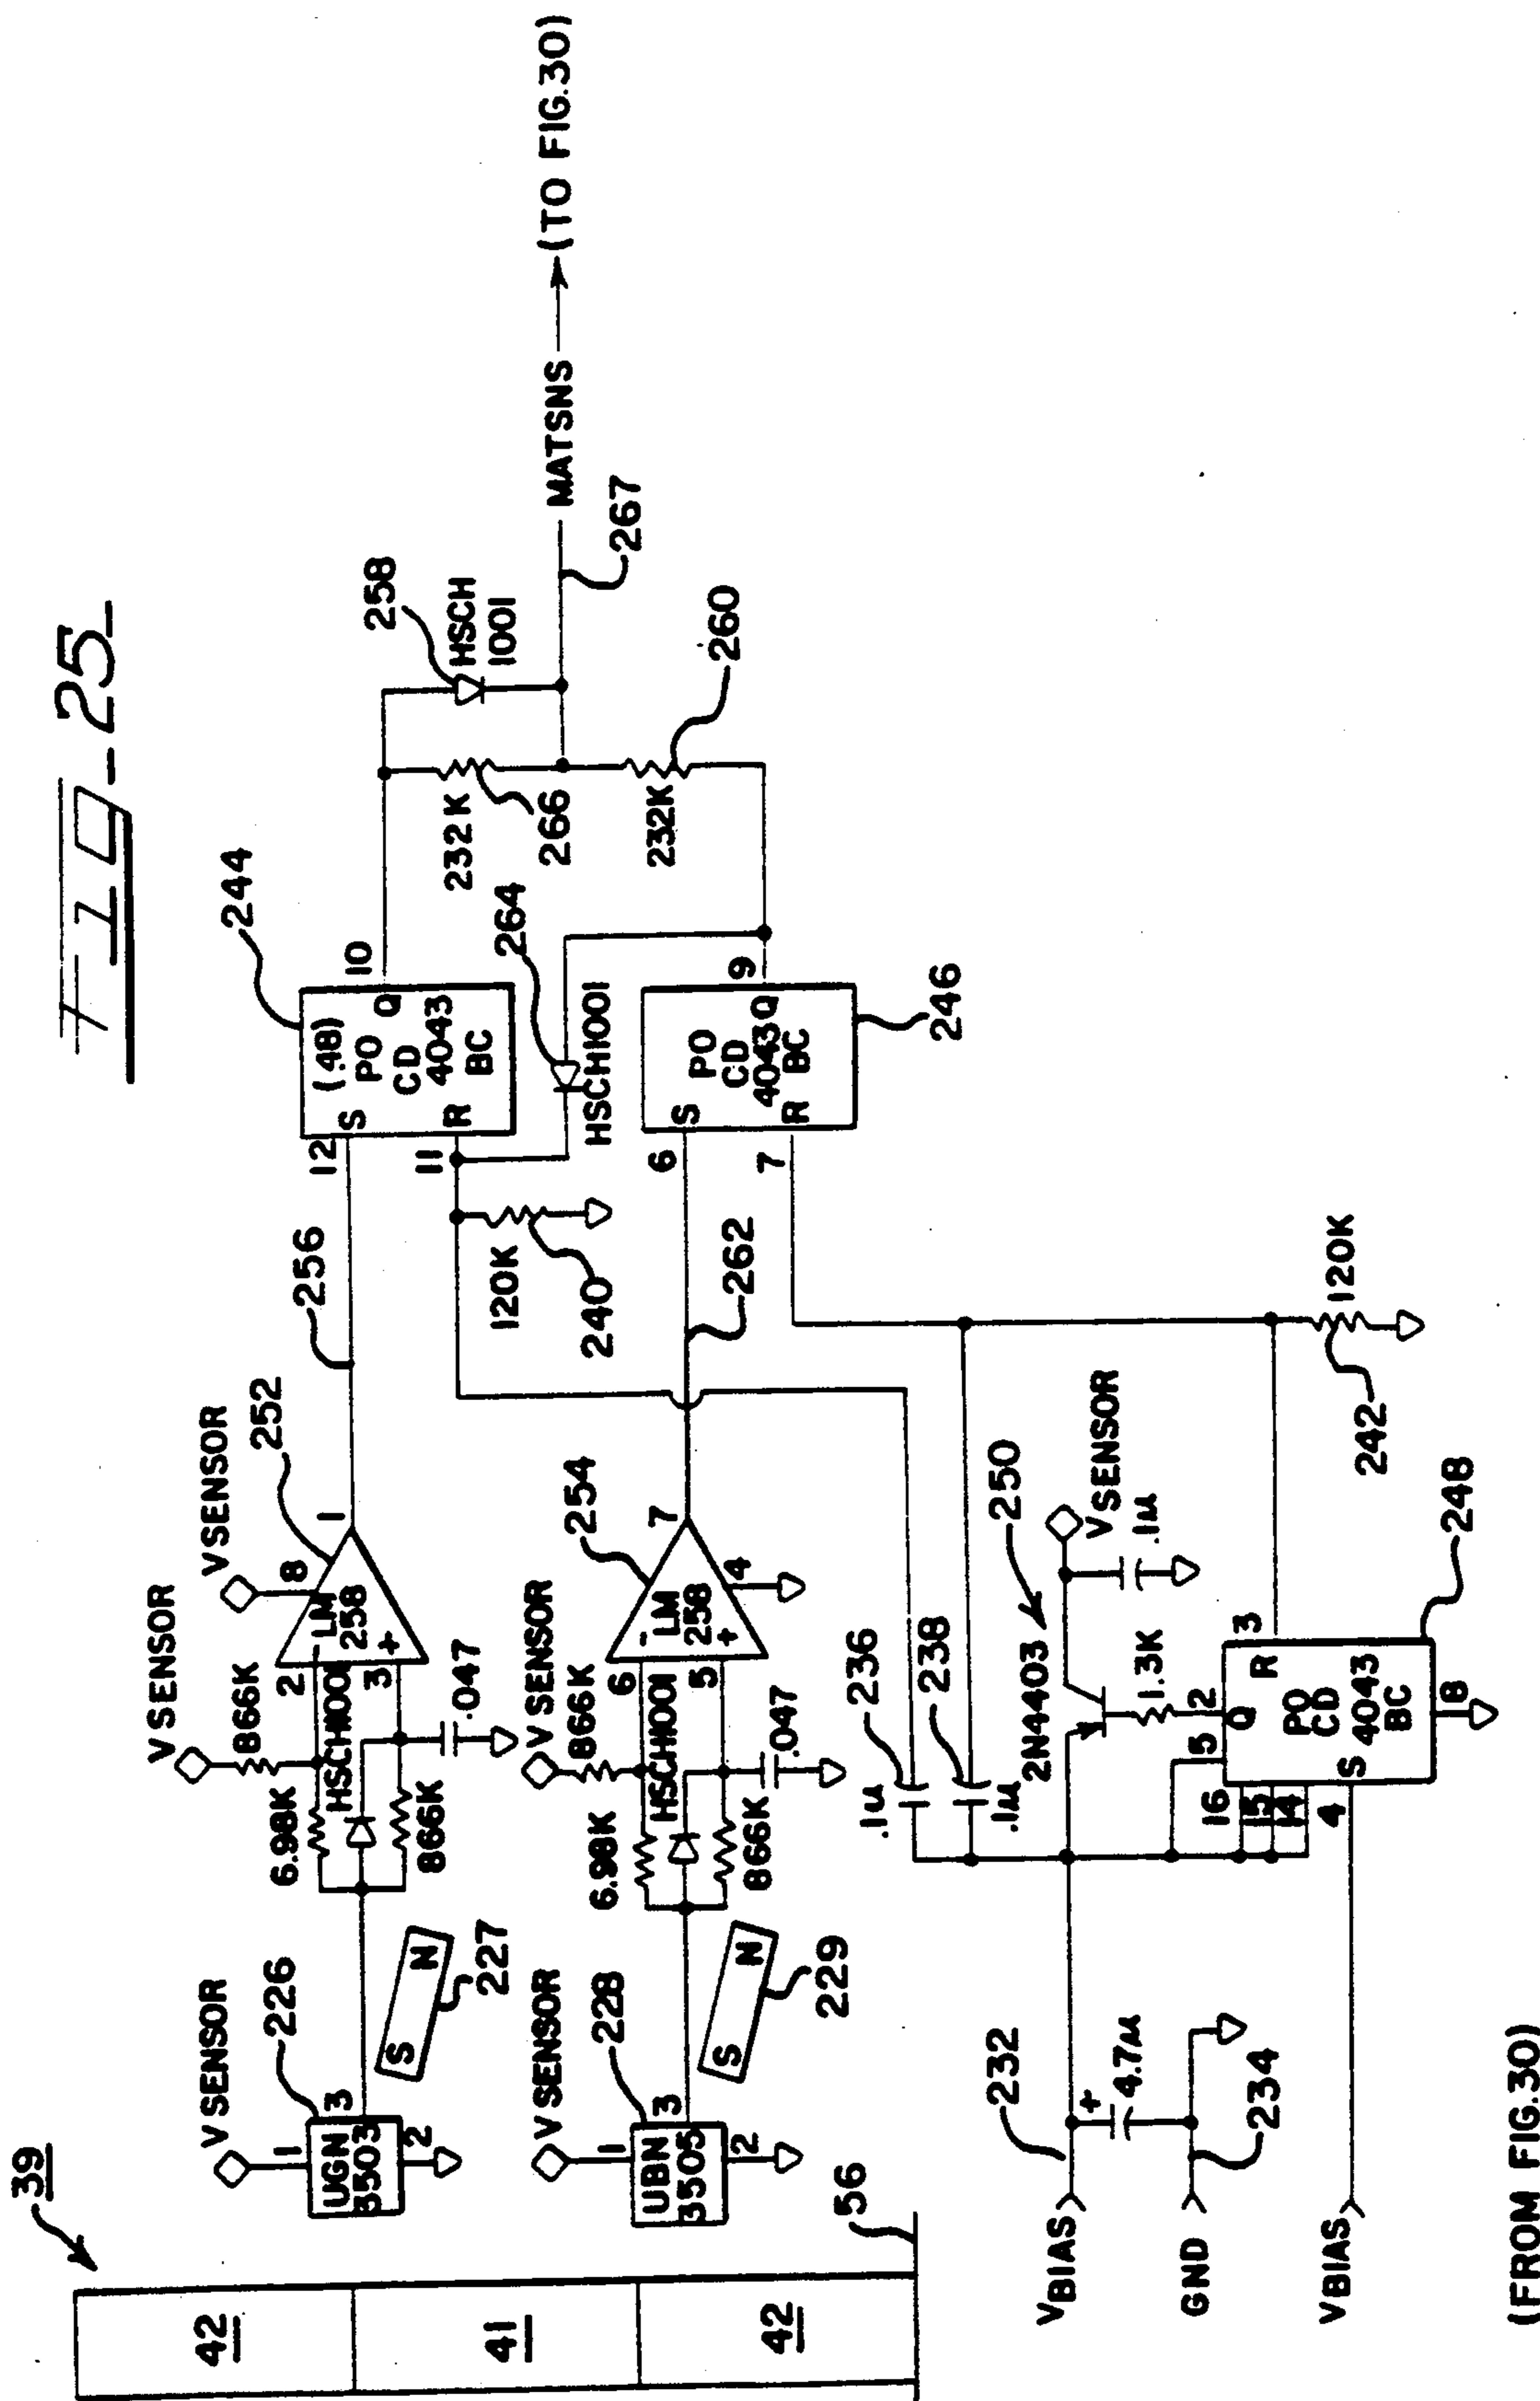 FIG. 25
39
42
41
42
56
V SENSOR
226
1
UGN
3503
3
2
S
N
227
V SENSOR
228
1
UBN
3505
3
2
S
N
229
V SENSOR
866K
6.98K
HSCH1001
866K
.047
V SENSOR
252
2
8
-
LM
258
+
3
1
256
V SENSOR
866K
6.98K
HSCH1001
866K
.047
254
6
-
LM
258
+
5
7
4
262
244
12
S
(.48)
PO
CD
4043
BC
Q
10
R
11
120K
240
264
HSCH1001
6
S
PO
CD
4043
BC
Q
9
R
7
246
258
HSCH
1001
232K
266
232K
260
267
MATSNS
(TO FIG.30)
236
.1µ
238
.1µ
2N4403
250
V SENSOR
.1µ
1.3K
120K
242
232
VBIAS
+
4.7µ
GND
234
VBIAS
16
15
14
5
2
3
4
Q
R
S
PO
CD
4043
BC
8
248
(FROM FIG.30)